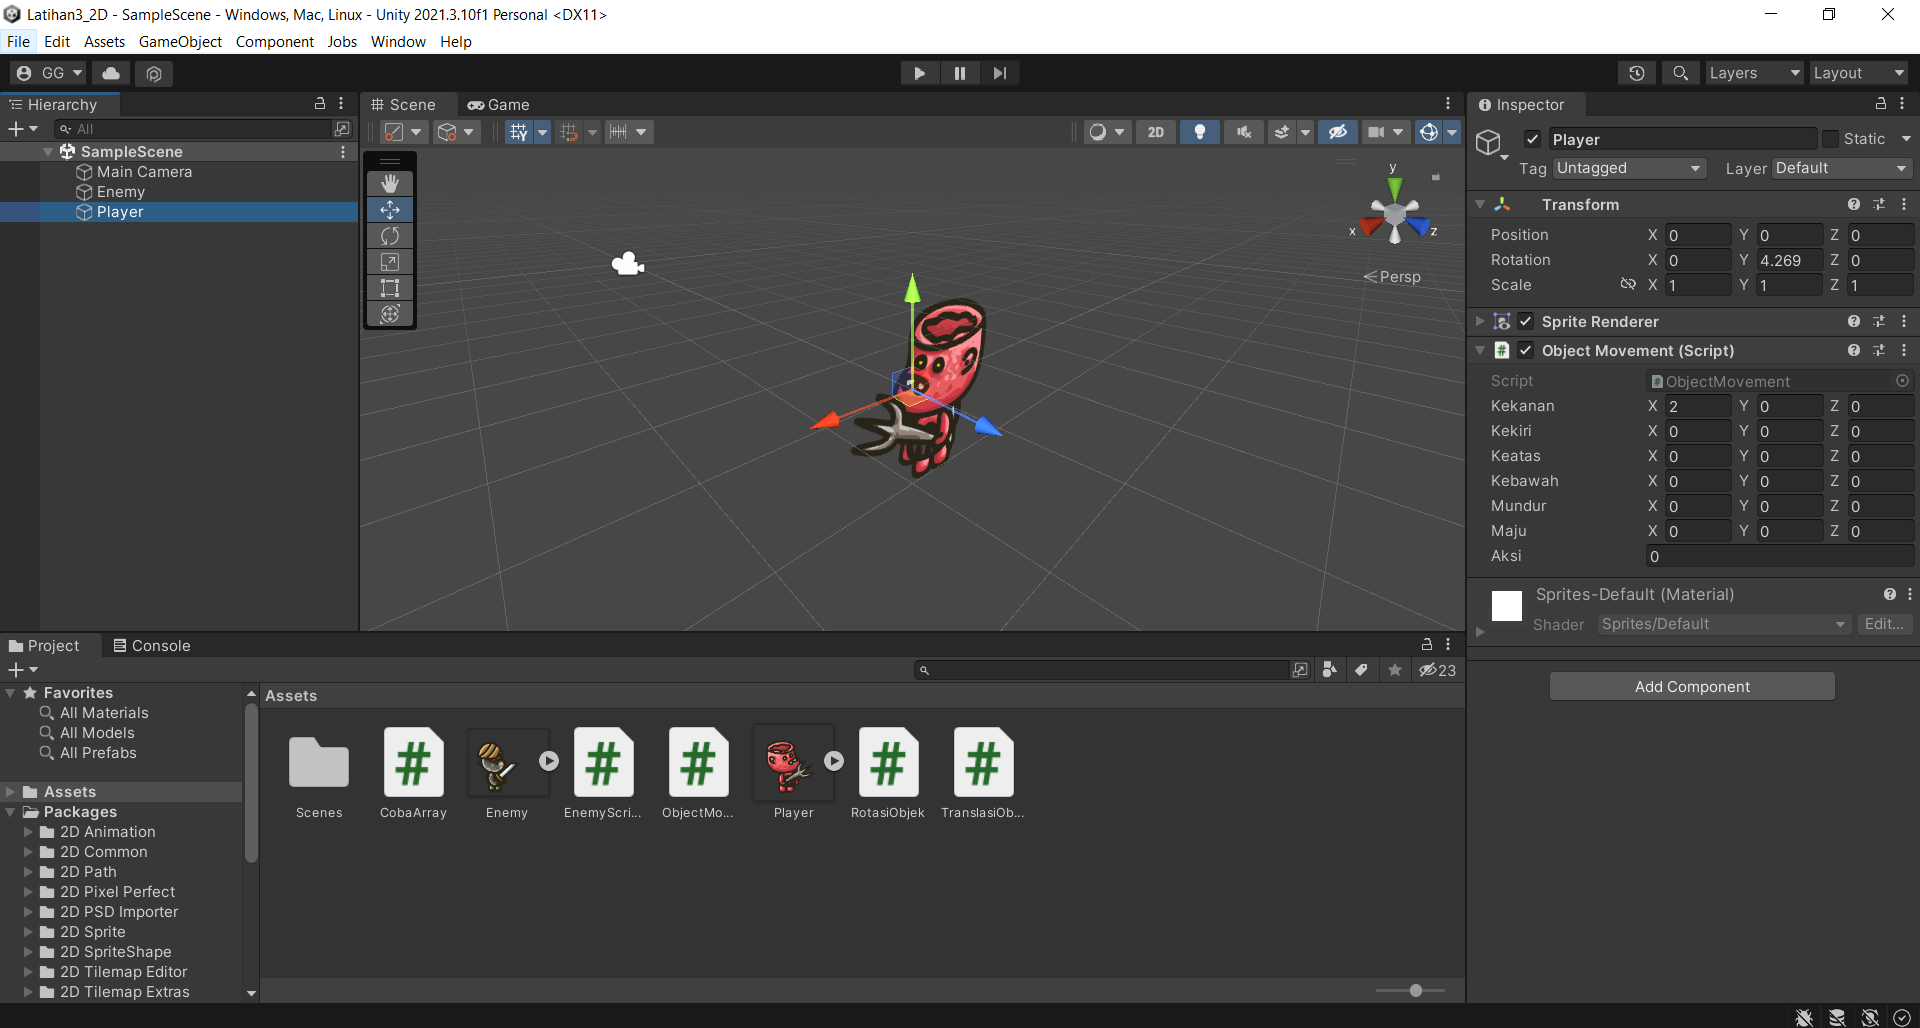 Latihan3_2D - SampleScene - Windows, Mac, Linux - Unity 2021.3.10f1 Personal <DX11>
File Edit Assets GameObject Component Jobs Window Help
GG
Layers Layout
Hierarchy
All
SampleScene
Main Camera
Enemy
Player
Scene Game
2D
y
x z
Persp
Inspector
Player Static
Tag Untagged Layer Default
Transform
Position X 0 Y 0 Z 0
Rotation X 0 Y 4.269 Z 0
Scale X 1 Y 1 Z 1
Sprite Renderer
# Object Movement (Script)
Script # ObjectMovement
Kekanan X 2 Y 0 Z 0
Kekiri X 0 Y 0 Z 0
Keatas X 0 Y 0 Z 0
Kebawah X 0 Y 0 Z 0
Mundur X 0 Y 0 Z 0
Maju X 0 Y 0 Z 0
Aksi 0
Sprites-Default (Material)
Shader Sprites/Default Edit...
Add Component
Project Console
23
Favorites
All Materials
All Models
All Prefabs
Assets
Packages
2D Animation
2D Common
2D Path
2D Pixel Perfect
2D PSD Importer
2D Sprite
2D SpriteShape
2D Tilemap Editor
2D Tilemap Extras
Assets
# # # # #
Scenes CobaArray Enemy EnemyScri... ObjectMo... Player RotasiObjek TranslasiOb...